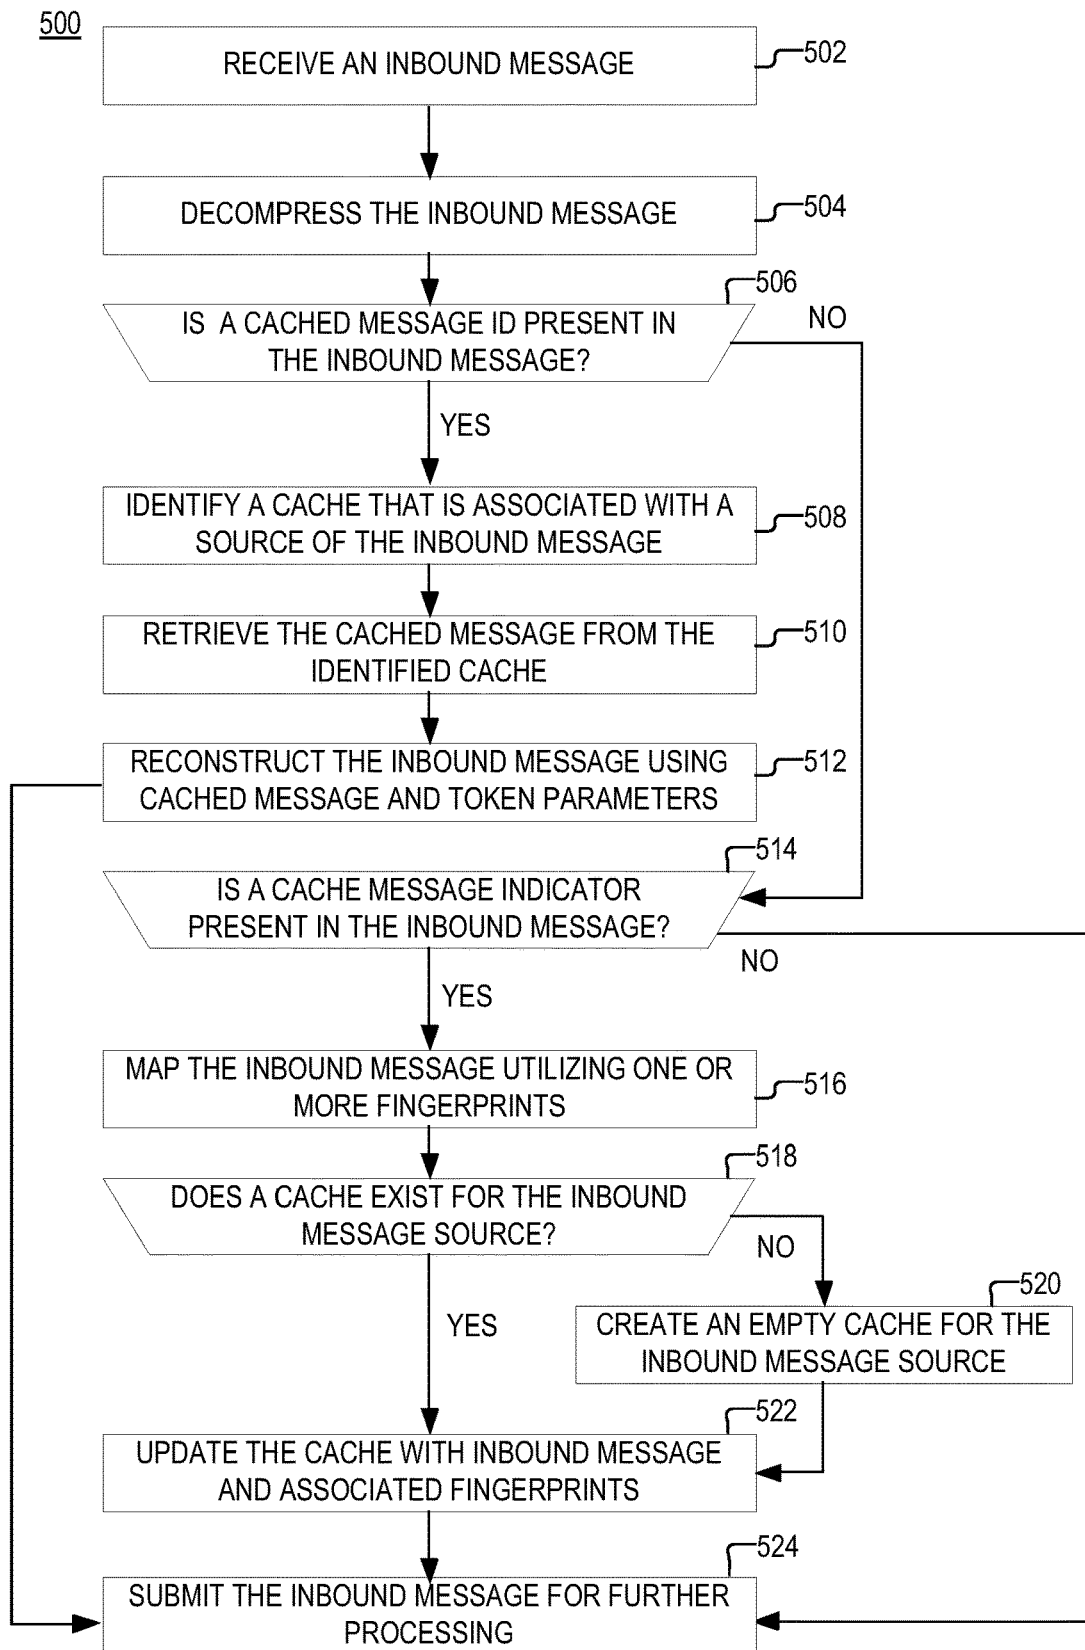 500
RECEIVE AN INBOUND MESSAGE
502
DECOMPRESS THE INBOUND MESSAGE
504
506
IS A CACHED MESSAGE ID PRESENT IN
THE INBOUND MESSAGE?
NO
YES
IDENTIFY A CACHE THAT IS ASSOCIATED WITH A
SOURCE OF THE INBOUND MESSAGE
508
RETRIEVE THE CACHED MESSAGE FROM THE
IDENTIFIED CACHE
510
RECONSTRUCT THE INBOUND MESSAGE USING
CACHED MESSAGE AND TOKEN PARAMETERS
512
514
IS A CACHE MESSAGE INDICATOR
PRESENT IN THE INBOUND MESSAGE?
NO
YES
MAP THE INBOUND MESSAGE UTILIZING ONE OR
MORE FINGERPRINTS
516
518
DOES A CACHE EXIST FOR THE INBOUND
MESSAGE SOURCE?
NO
YES
520
CREATE AN EMPTY CACHE FOR THE
INBOUND MESSAGE SOURCE
522
UPDATE THE CACHE WITH INBOUND MESSAGE
AND ASSOCIATED FINGERPRINTS
524
SUBMIT THE INBOUND MESSAGE FOR FURTHER
PROCESSING